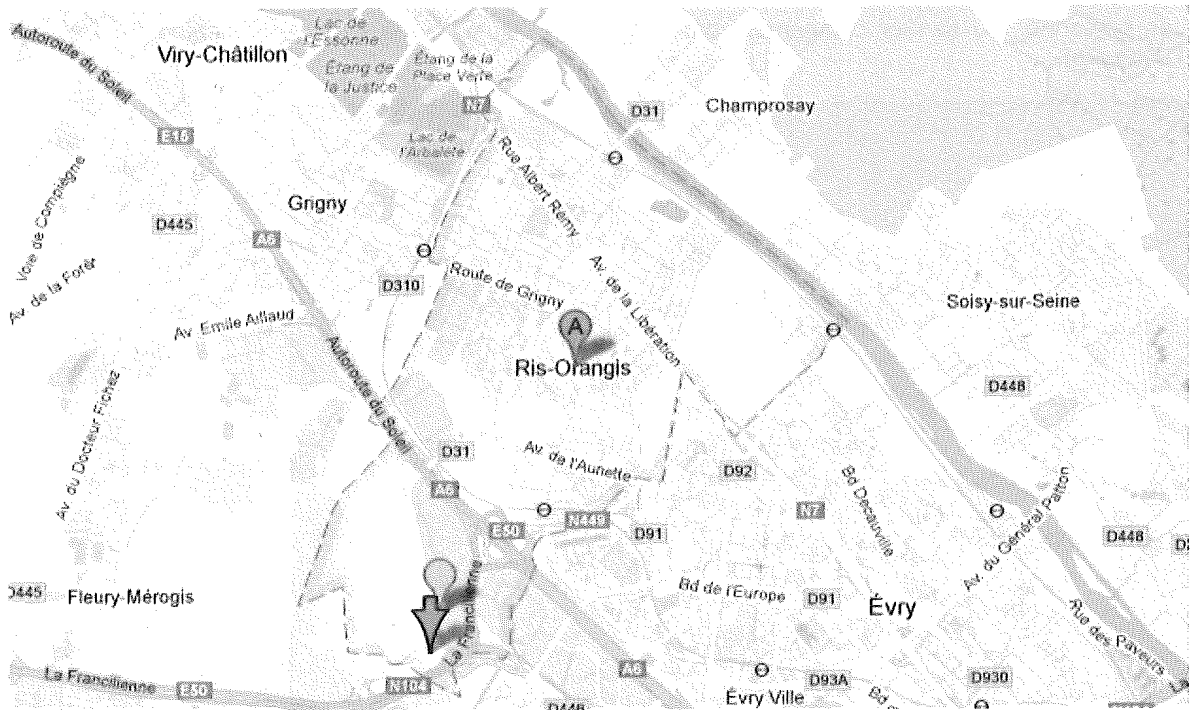 Autoroute du Soleil
Viry-Châtillon
Lac de
l'Essonne
Étang de
la Justice
Étang de la
Place Verte
N7
Lac de
l'Arbalète
D31
Champrosay
E15
Rue Albert Rémy
Voie de Compiègne
D445
Grigny
A6
Av. de la Forêt
D310
Route de Grigny
Av. de la Libération
Soisy-sur-Seine
Av. Emile Aillaud
A
Ris-Orangis
Autoroute du Soleil
D448
Av. du Docteur Fichez
D31
Av. de l'Aunette
D92
A6
Bd Decauville
Av. du Général Patton
E50
N449
D91
N7
D448
D445
Fleury-Mérogis
Bd de l'Europe
D91
Évry
La Francilienne
Rue des Paveurs
La Francilienne
E50
N104
A6
Évry Ville
D93A
D930
D448